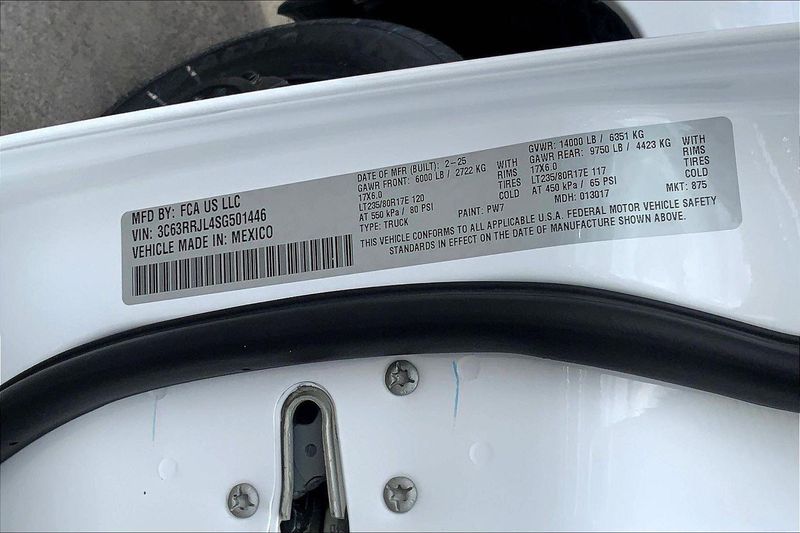 MFD BY: FCA US LLC
VIN: 3C63RRJL4SG501446
VEHICLE MADE IN: MEXICO
DATE OF MFR (BUILT): 2-25
GAWR FRONT: 6000 LB / 2722 KG WITH
17X6.0 RIMS
LT235/80R17E 120 TIRES
AT 550 kPa / 80 PSI COLD
TYPE: TRUCK PAINT: PW7
GVWR: 14000 LB / 6351 KG
GAWR REAR: 9750 LB / 4423 KG WITH
17X6.0 RIMS
LT235/80R17E 117 TIRES
AT 450 kPa / 65 PSI COLD
MDH: 013017 MKT: 875
THIS VEHICLE CONFORMS TO ALL APPLICABLE U.S.A. FEDERAL MOTOR VEHICLE SAFETY
STANDARDS IN EFFECT ON THE DATE OF MANUFACTURE SHOWN ABOVE.